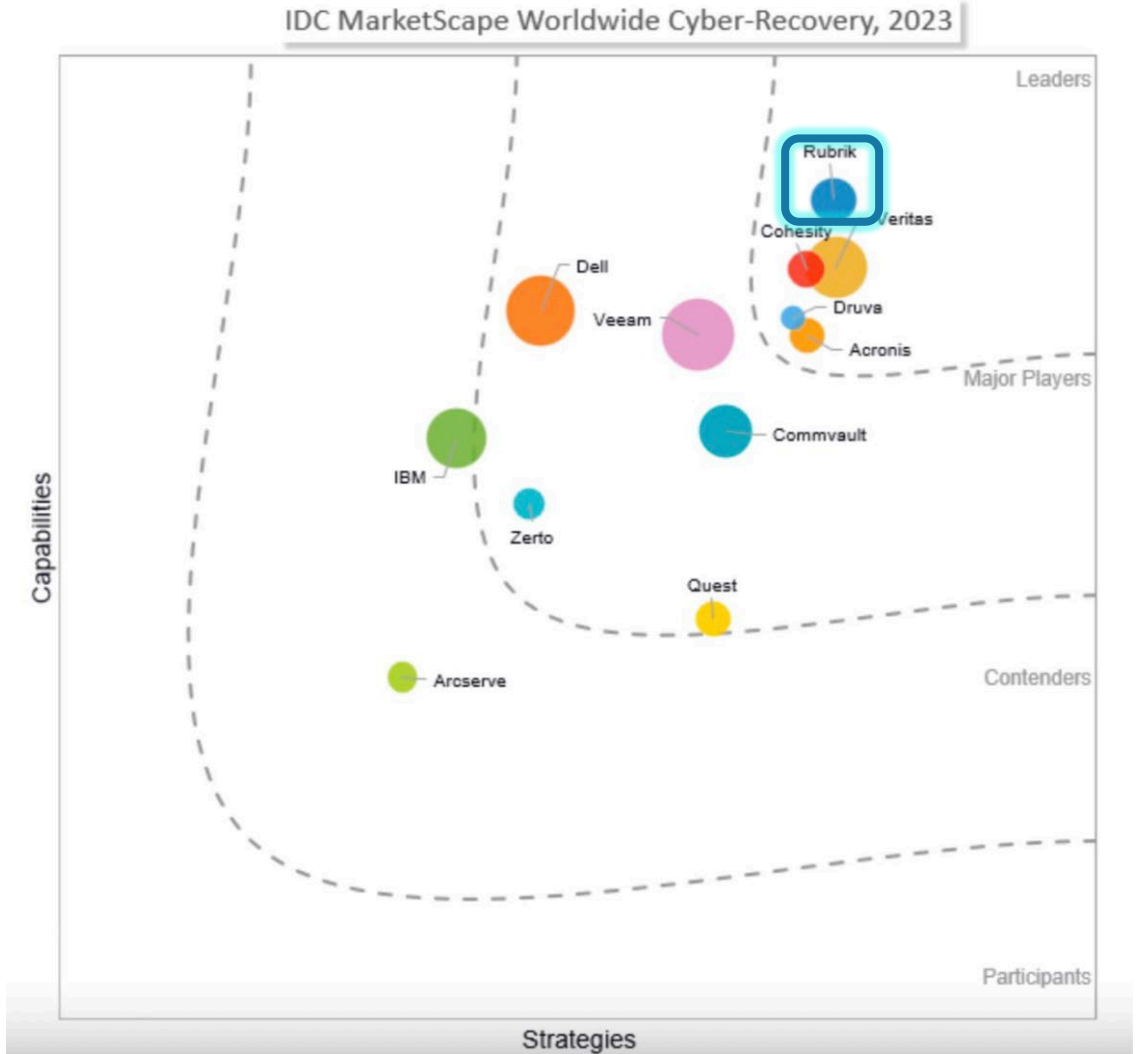 IDC MarketScape Worldwide Cyber-Recovery, 2023
Leaders
Rubrik
Veritas
Cohesity
Dell
Druva
Veeam
Acronis
Major Players
Commvault
IBM
Zerto
Quest
Contenders
Arcserve
Participants
Capabilities
Strategies